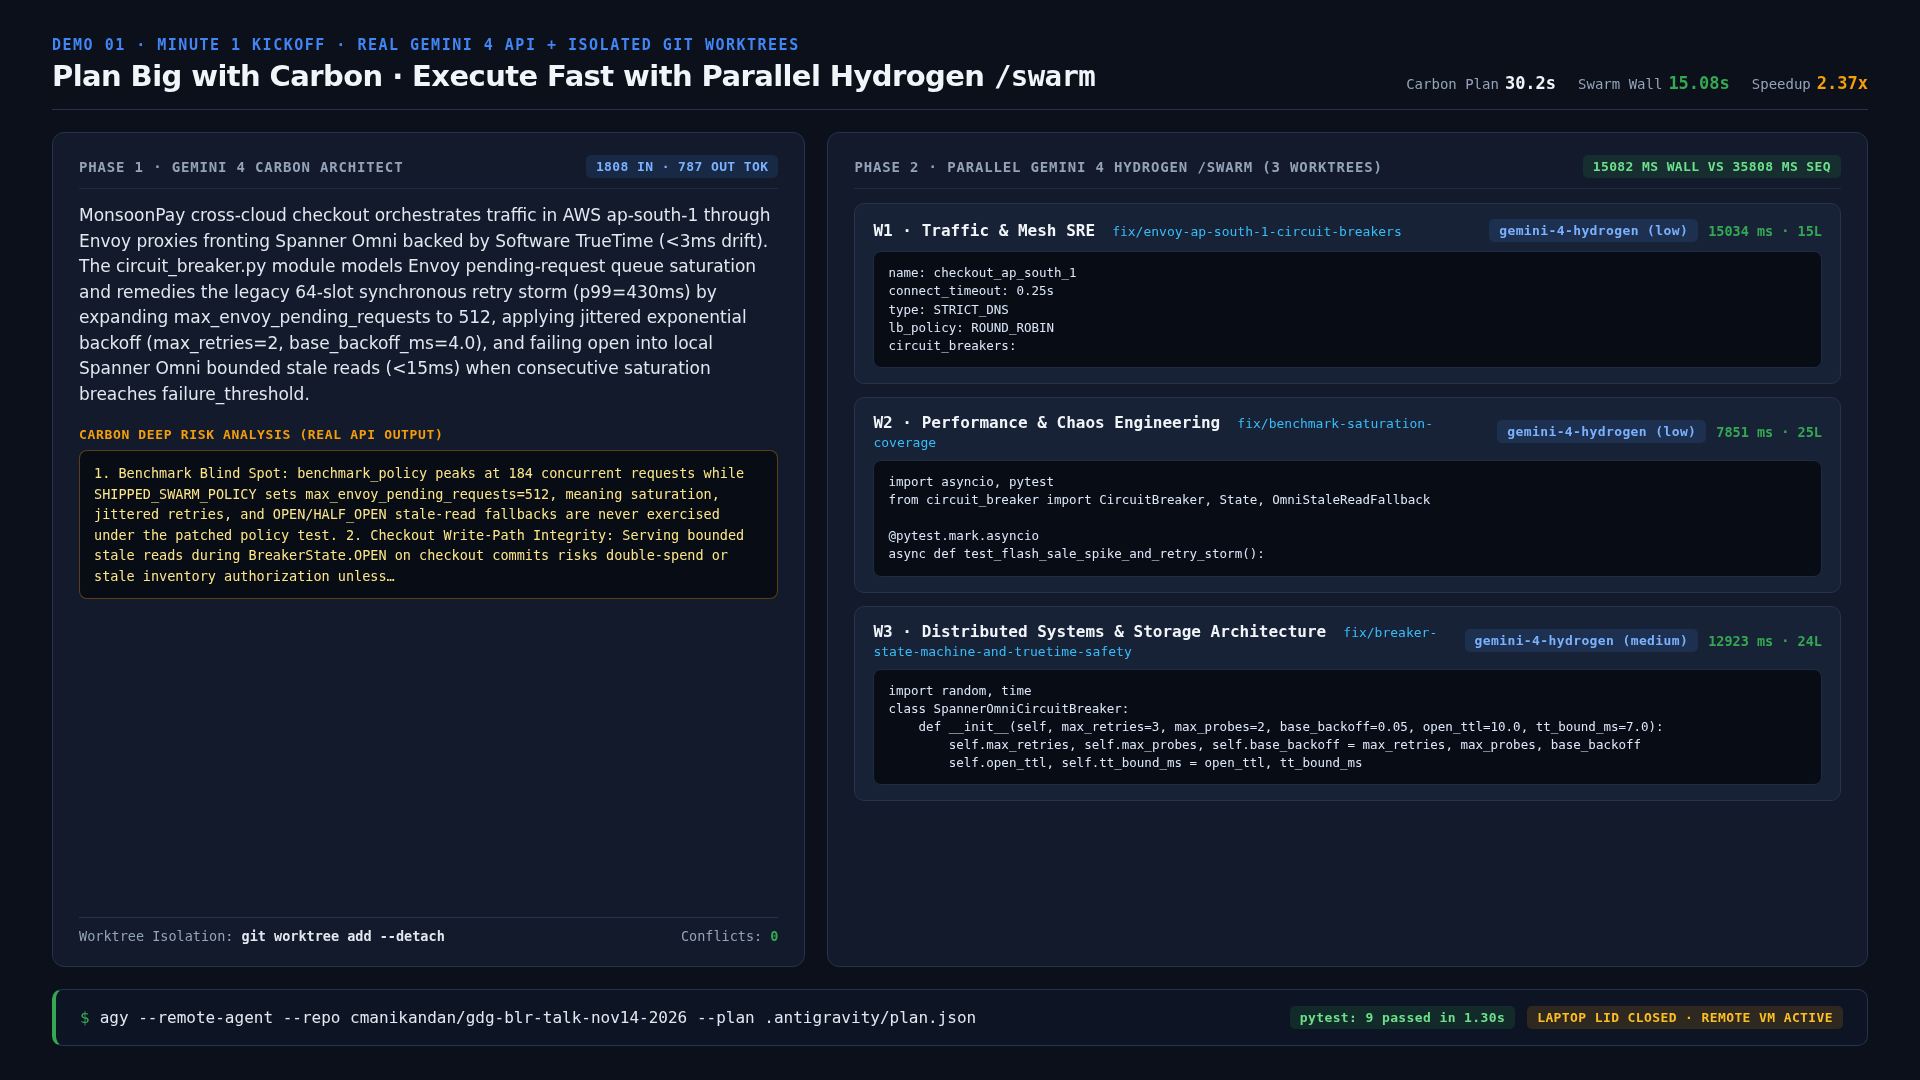 DEMO 01 · MINUTE 1 KICKOFF · REAL GEMINI 4 API + ISOLATED GIT WORKTREES
Plan Big with Carbon · Execute Fast with Parallel Hydrogen /swarm
Carbon Plan 30.2s Swarm Wall 15.08s Speedup 2.37x
PHASE 1 · GEMINI 4 CARBON ARCHITECT
1808 IN · 787 OUT TOK
MonsoonPay cross-cloud checkout orchestrates traffic in AWS ap-south-1 through
Envoy proxies fronting Spanner Omni backed by Software TrueTime (<3ms drift).
The circuit_breaker.py module models Envoy pending-request queue saturation
and remedies the legacy 64-slot synchronous retry storm (p99=430ms) by
expanding max_envoy_pending_requests to 512, applying jittered exponential
backoff (max_retries=2, base_backoff_ms=4.0), and failing open into local
Spanner Omni bounded stale reads (<15ms) when consecutive saturation
breaches failure_threshold.
CARBON DEEP RISK ANALYSIS (REAL API OUTPUT)
1. Benchmark Blind Spot: benchmark_policy peaks at 184 concurrent requests while
SHIPPED_SWARM_POLICY sets max_envoy_pending_requests=512, meaning saturation,
jittered retries, and OPEN/HALF_OPEN stale-read fallbacks are never exercised
under the patched policy test. 2. Checkout Write-Path Integrity: Serving bounded
stale reads during BreakerState.OPEN on checkout commits risks double-spend or
stale inventory authorization unless…
Worktree Isolation: git worktree add --detach
Conflicts: 0
PHASE 2 · PARALLEL GEMINI 4 HYDROGEN /SWARM (3 WORKTREES)
15082 MS WALL VS 35808 MS SEQ
W1 · Traffic & Mesh SRE fix/envoy-ap-south-1-circuit-breakers
gemini-4-hydrogen (low) 15034 ms · 15L
name: checkout_ap_south_1
connect_timeout: 0.25s
type: STRICT_DNS
lb_policy: ROUND_ROBIN
circuit_breakers:
W2 · Performance & Chaos Engineering fix/benchmark-saturation-
coverage
gemini-4-hydrogen (low) 7851 ms · 25L
import asyncio, pytest
from circuit_breaker import CircuitBreaker, State, OmniStaleReadFallback
@pytest.mark.asyncio
async def test_flash_sale_spike_and_retry_storm():
W3 · Distributed Systems & Storage Architecture fix/breaker-
state-machine-and-truetime-safety
gemini-4-hydrogen (medium) 12923 ms · 24L
import random, time
class SpannerOmniCircuitBreaker:
def __init__(self, max_retries=3, max_probes=2, base_backoff=0.05, open_ttl=10.0, tt_bound_ms=7.0):
self.max_retries, self.max_probes, self.base_backoff = max_retries, max_probes, base_backoff
self.open_ttl, self.tt_bound_ms = open_ttl, tt_bound_ms
$ agy --remote-agent --repo cmanikandan/gdg-blr-talk-nov14-2026 --plan .antigravity/plan.json
pytest: 9 passed in 1.30s
LAPTOP LID CLOSED · REMOTE VM ACTIVE